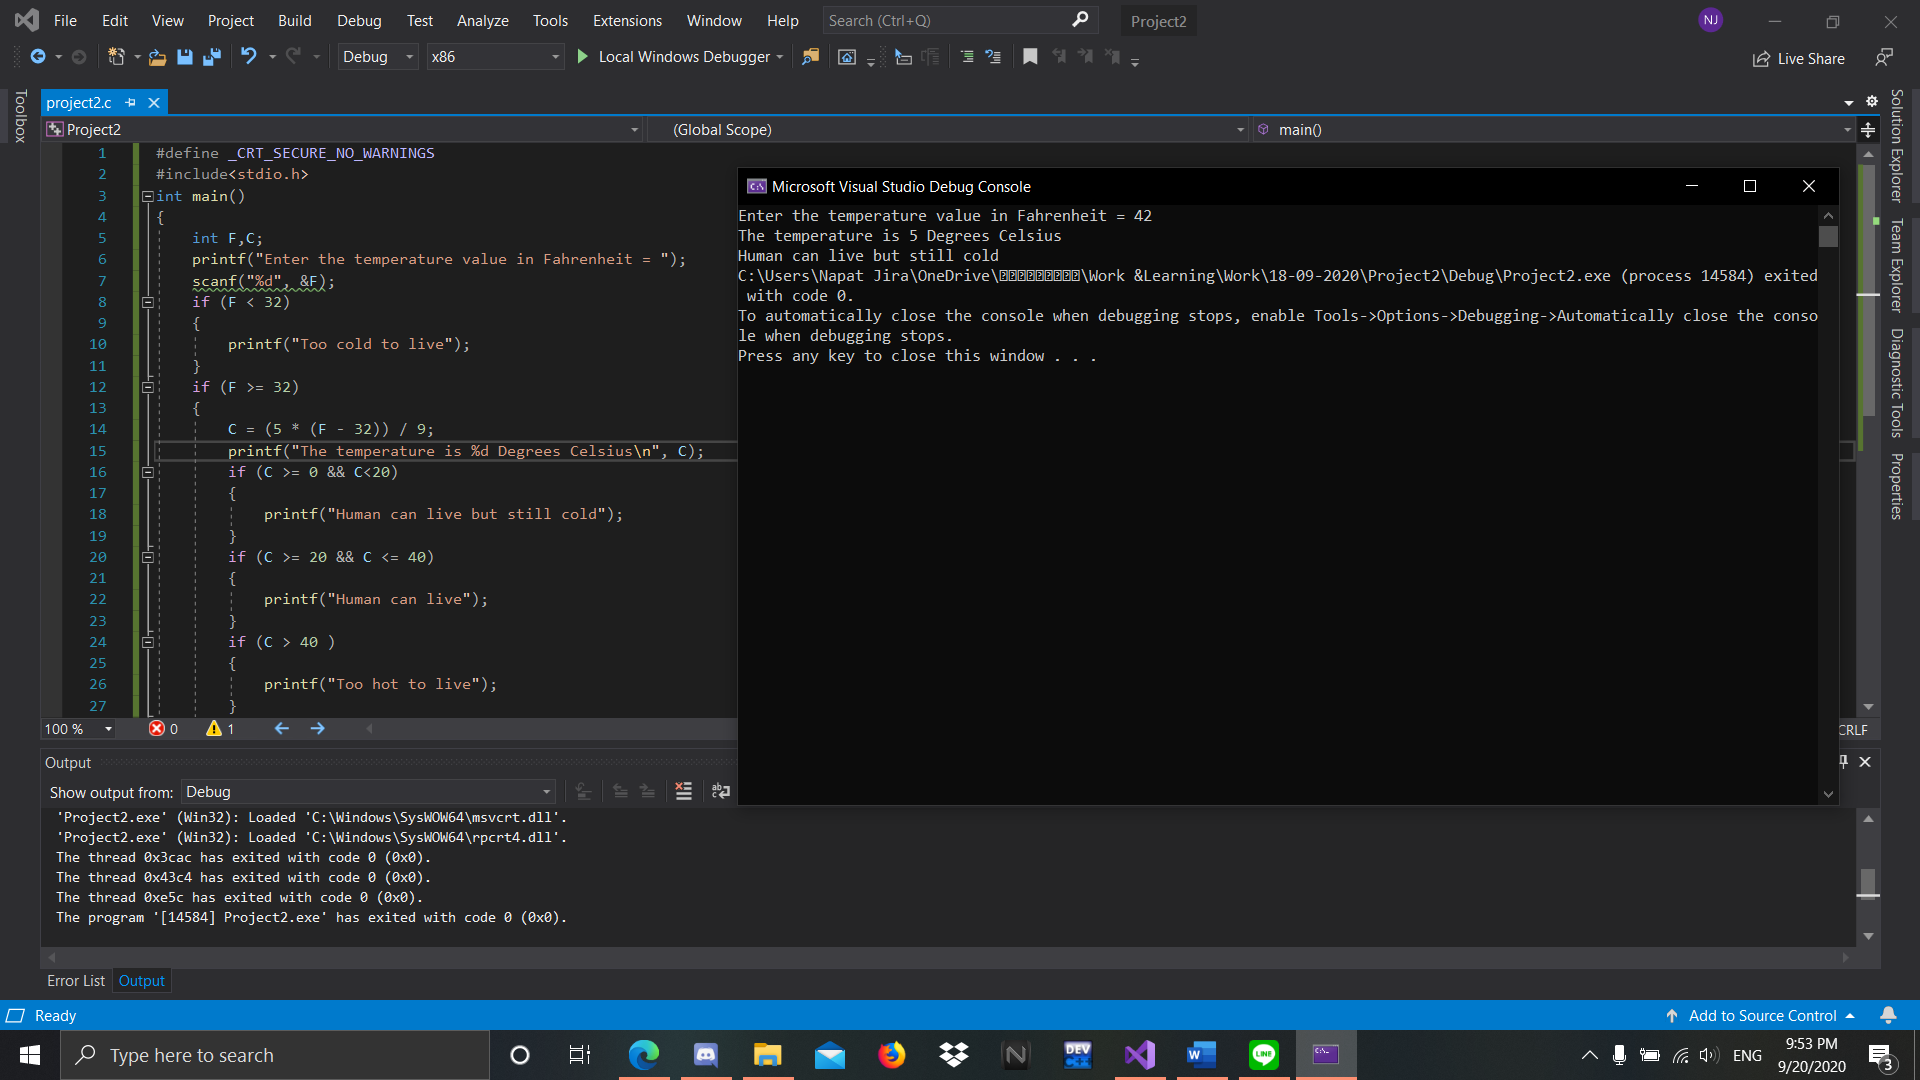 File Edit View Project Build Debug Test Analyze Tools Extensions Window Help Search (Ctrl+Q) Project2 NJ
Debug x86 Local Windows Debugger Live Share
Toolbox
project2.c
Project2 (Global Scope) main()
1 #define _CRT_SECURE_NO_WARNINGS
2 #include<stdio.h>
3 int main()
4 {
5 int F,C;
6 printf("Enter the temperature value in Fahrenheit = ");
7 scanf("%d", &F);
8 if (F < 32)
9 {
10 printf("Too cold to live");
11 }
12 if (F >= 32)
13 {
14 C = (5 * (F - 32)) / 9;
15 printf("The temperature is %d Degrees Celsius\n", C);
16 if (C >= 0 && C<20)
17 {
18 printf("Human can live but still cold");
19 }
20 if (C >= 20 && C <= 40)
21 {
22 printf("Human can live");
23 }
24 if (C > 40 )
25 {
26 printf("Too hot to live");
27 }
Microsoft Visual Studio Debug Console
Enter the temperature value in Fahrenheit = 42
The temperature is 5 Degrees Celsius
Human can live but still cold
C:\Users\Napat Jira\OneDrive\\Work &Learning\Work\18-09-2020\Project2\Debug\Project2.exe (process 14584) exited
with code 0.
To automatically close the console when debugging stops, enable Tools->Options->Debugging->Automatically close the conso
le when debugging stops.
Press any key to close this window . . .
Solution Explorer
Team Explorer
Diagnostic Tools
Properties
100 % 0 1 CRLF
Output
Show output from: Debug
'Project2.exe' (Win32): Loaded 'C:\Windows\SysWOW64\msvcrt.dll'.
'Project2.exe' (Win32): Loaded 'C:\Windows\SysWOW64\rpcrt4.dll'.
The thread 0x3cac has exited with code 0 (0x0).
The thread 0x43c4 has exited with code 0 (0x0).
The thread 0xe5c has exited with code 0 (0x0).
The program '[14584] Project2.exe' has exited with code 0 (0x0).
Error List Output
Ready Add to Source Control
Type here to search DEV C++ N LINE ENG 9:53 PM
9/20/2020 3